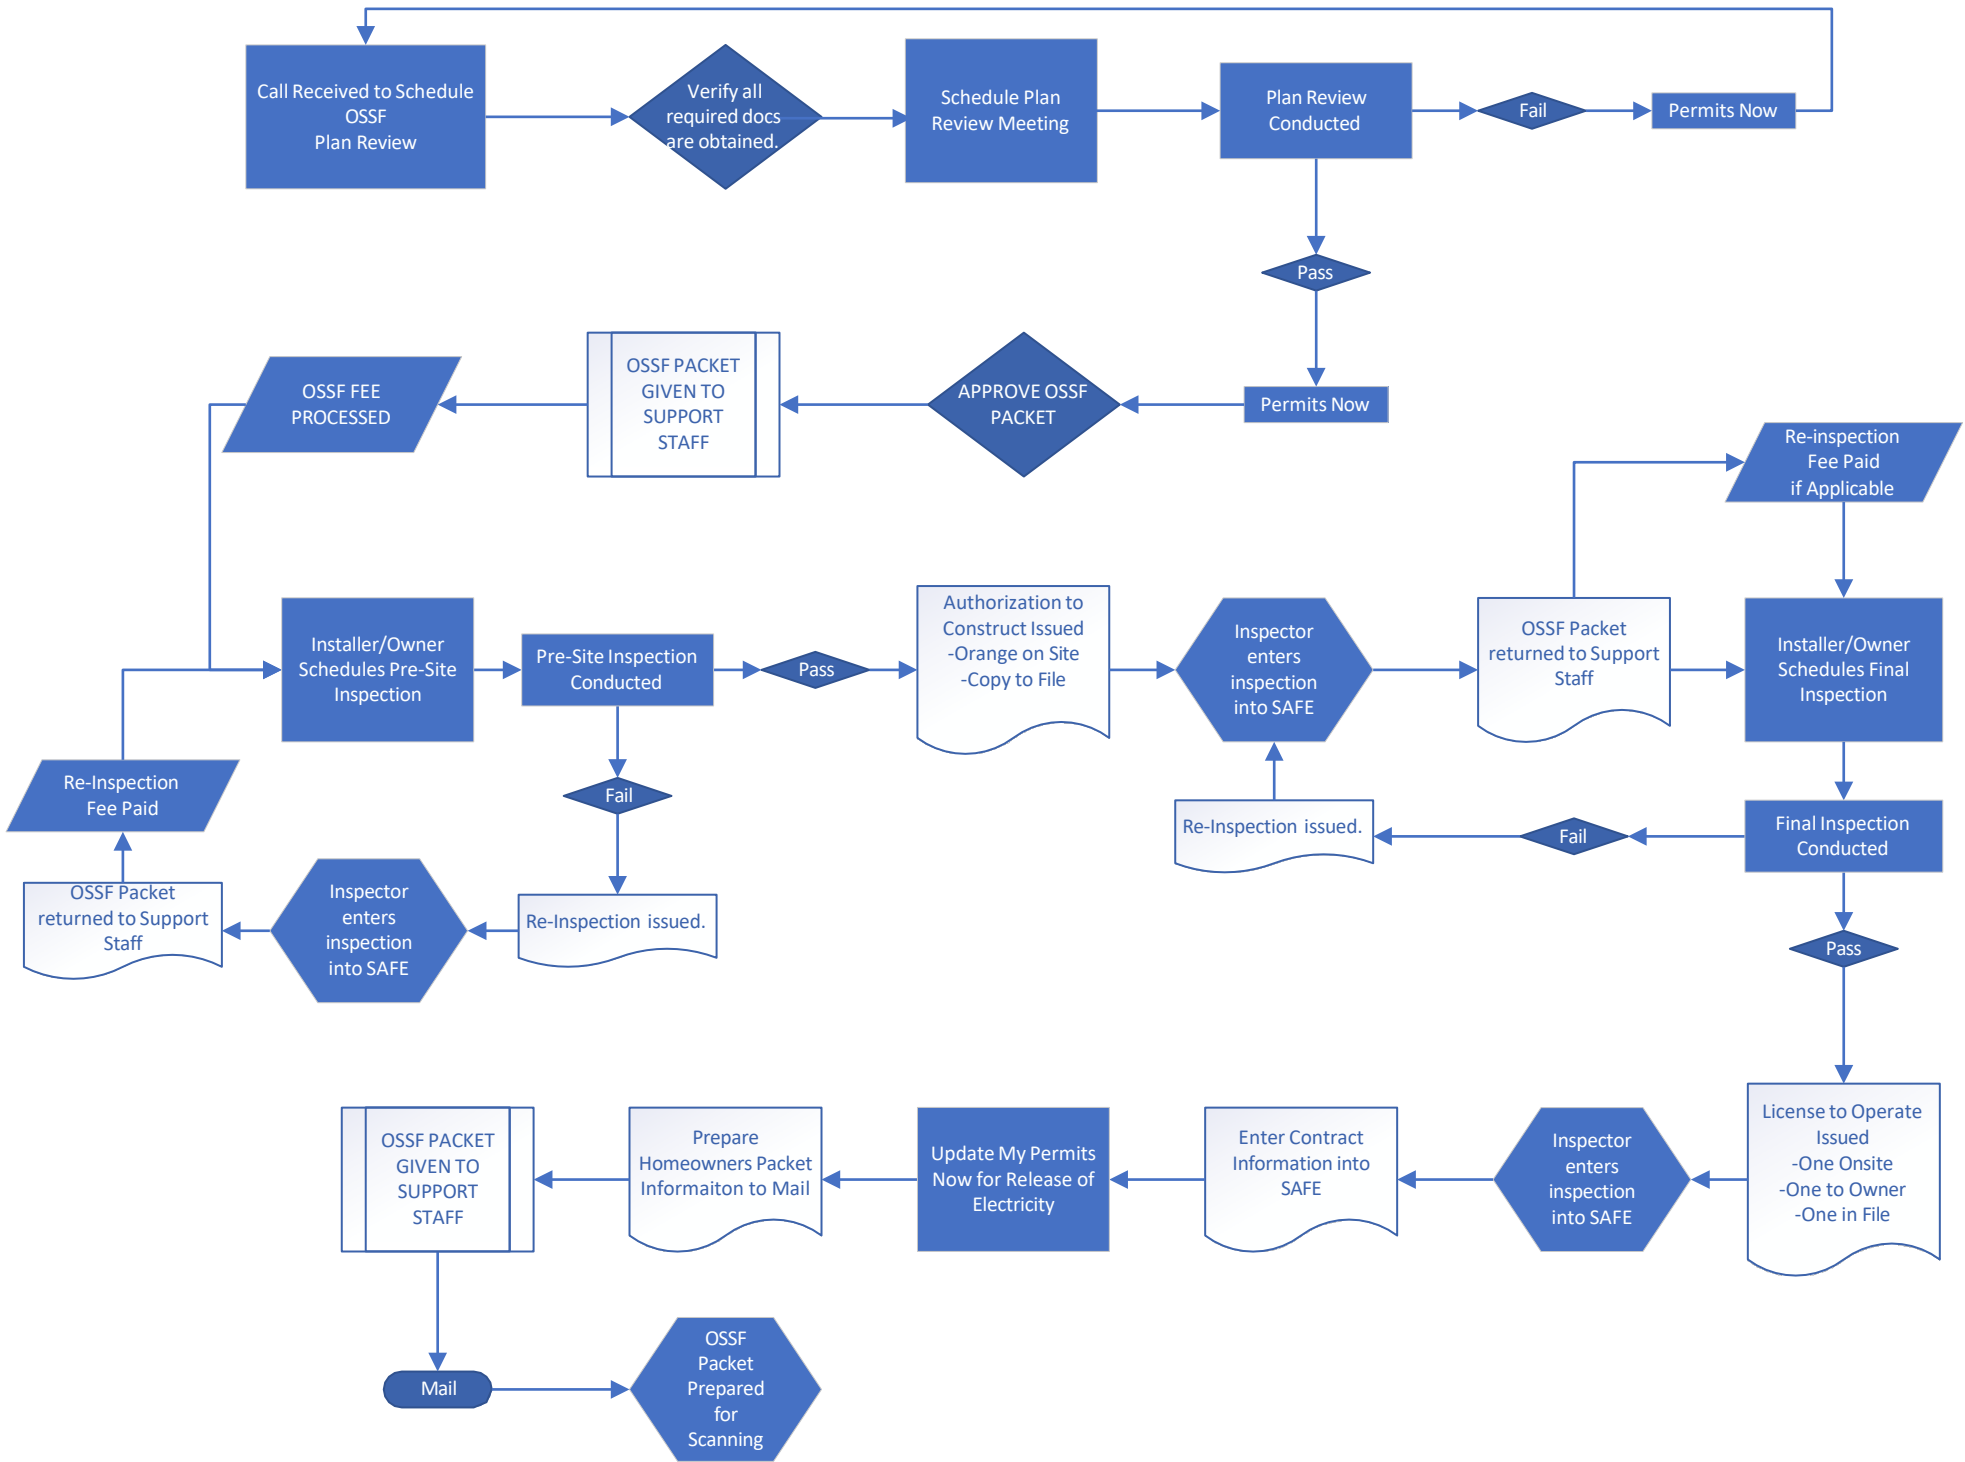 Call Received to Schedule
OSSF
Plan Review
Verify all
required docs
are obtained.
Schedule Plan
Review Meeting
Plan Review
Conducted
Fail
Permits Now
Pass
OSSF FEE
PROCESSED
OSSF PACKET
GIVEN TO
SUPPORT
STAFF
APPROVE OSSF
PACKET
Permits Now
Re-inspection
Fee Paid
if Applicable
Installer/Owner
Schedules Pre-Site
Inspection
Pre-Site Inspection
Conducted
Pass
Authorization to
Construct Issued
-Orange on Site
-Copy to File
Inspector
enters
inspection
into SAFE
OSSF Packet
returned to Support
Staff
Installer/Owner
Schedules Final
Inspection
Re-Inspection
Fee Paid
Fail
Re-Inspection issued.
Fail
Final Inspection
Conducted
OSSF Packet
returned to Support
Staff
Inspector
enters
inspection
into SAFE
Re-Inspection issued.
Pass
OSSF PACKET
GIVEN TO
SUPPORT
STAFF
Prepare
Homeowners Packet
Informaiton to Mail
Update My Permits
Now for Release of
Electricity
Enter Contract
Information into
SAFE
Inspector
enters
inspection
into SAFE
License to Operate
Issued
-One Onsite
-One to Owner
-One in File
Mail
OSSF
Packet
Prepared
for
Scanning